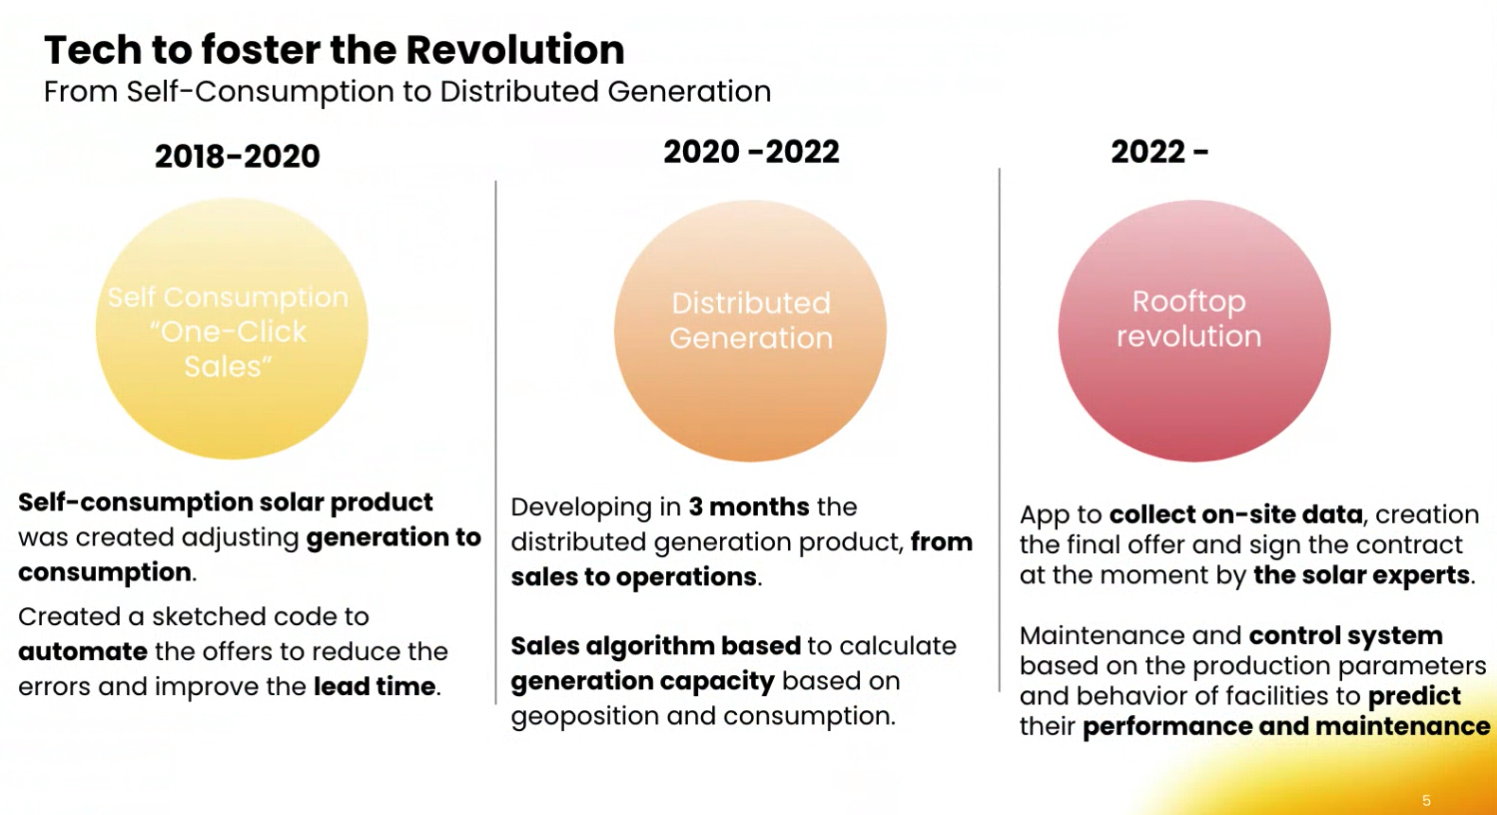 Tech to foster the Revolution
From Self-Consumption to Distributed Generation
2018-2020
Self Consumption
“One-Click
Sales”
Self-consumption solar product
was created adjusting generation to
consumption.
Created a sketched code to
automate the offers to reduce the
errors and improve the lead time.
2020 -2022
Distributed
Generation
Developing in 3 months the
distributed generation product, from
sales to operations.
Sales algorithm based to calculate
generation capacity based on
geoposition and consumption.
2022 -
Rooftop
revolution
App to collect on-site data, creation
the final offer and sign the contract
at the moment by the solar experts.
Maintenance and control system
based on the production parameters
and behavior of facilities to predict
their performance and maintenance
5